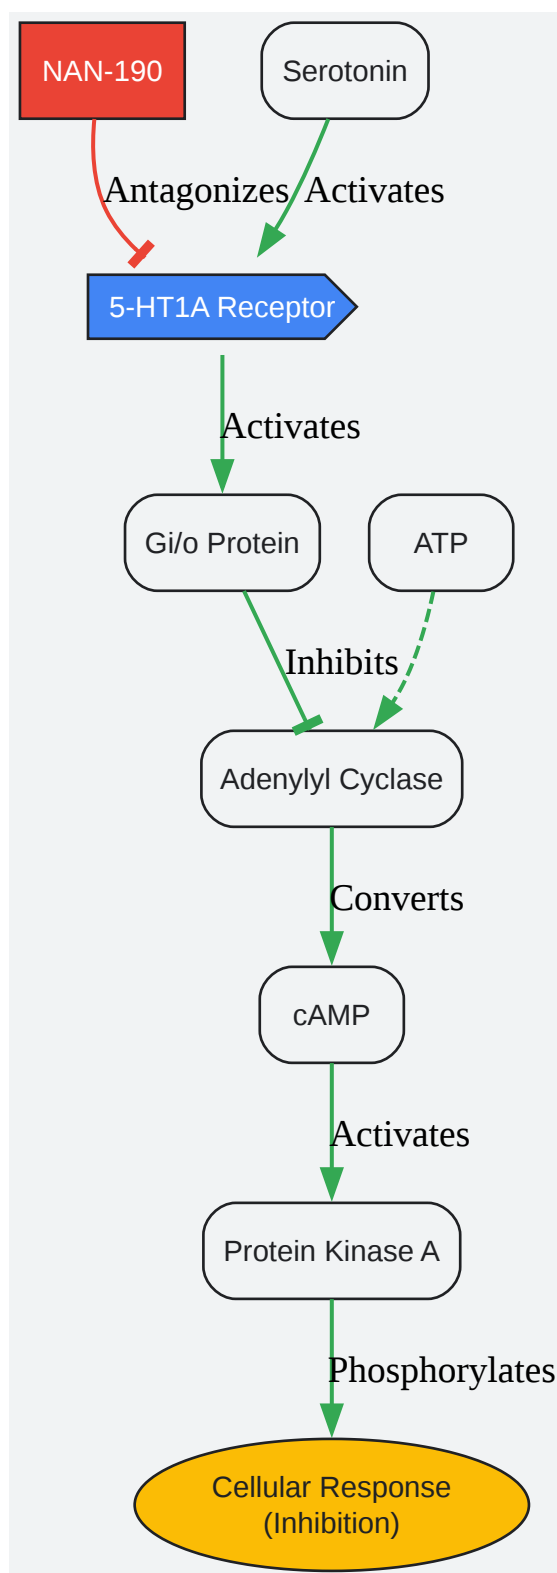 NAN-190
Serotonin
Antagonizes
Activates
5-HT1A Receptor
Activates
Gi/o Protein
ATP
Inhibits
Adenylyl Cyclase
Converts
cAMP
Activates
Protein Kinase A
Phosphorylates
Cellular Response
(Inhibition)